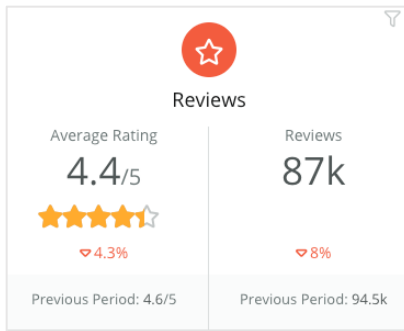 Reviews
Average Rating
4.4/5
4.3%
Previous Period: 4.6/5
Reviews
87k
8%
Previous Period: 94.5k